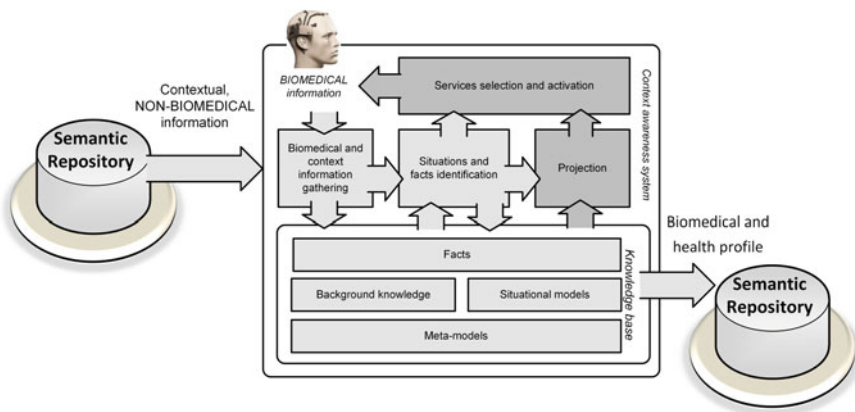 Contextual,
NON-BIOMEDICAL
information
Semantic
Repository
BIOMEDICAL
information
Services selection and activation
Context awareness system
Biomedical and
context
information
gathering
Situations and
facts identification
Projection
Facts
Background knowledge
Situational models
Meta-models
Knowledge base
Biomedical and
health profile
Semantic
Repository